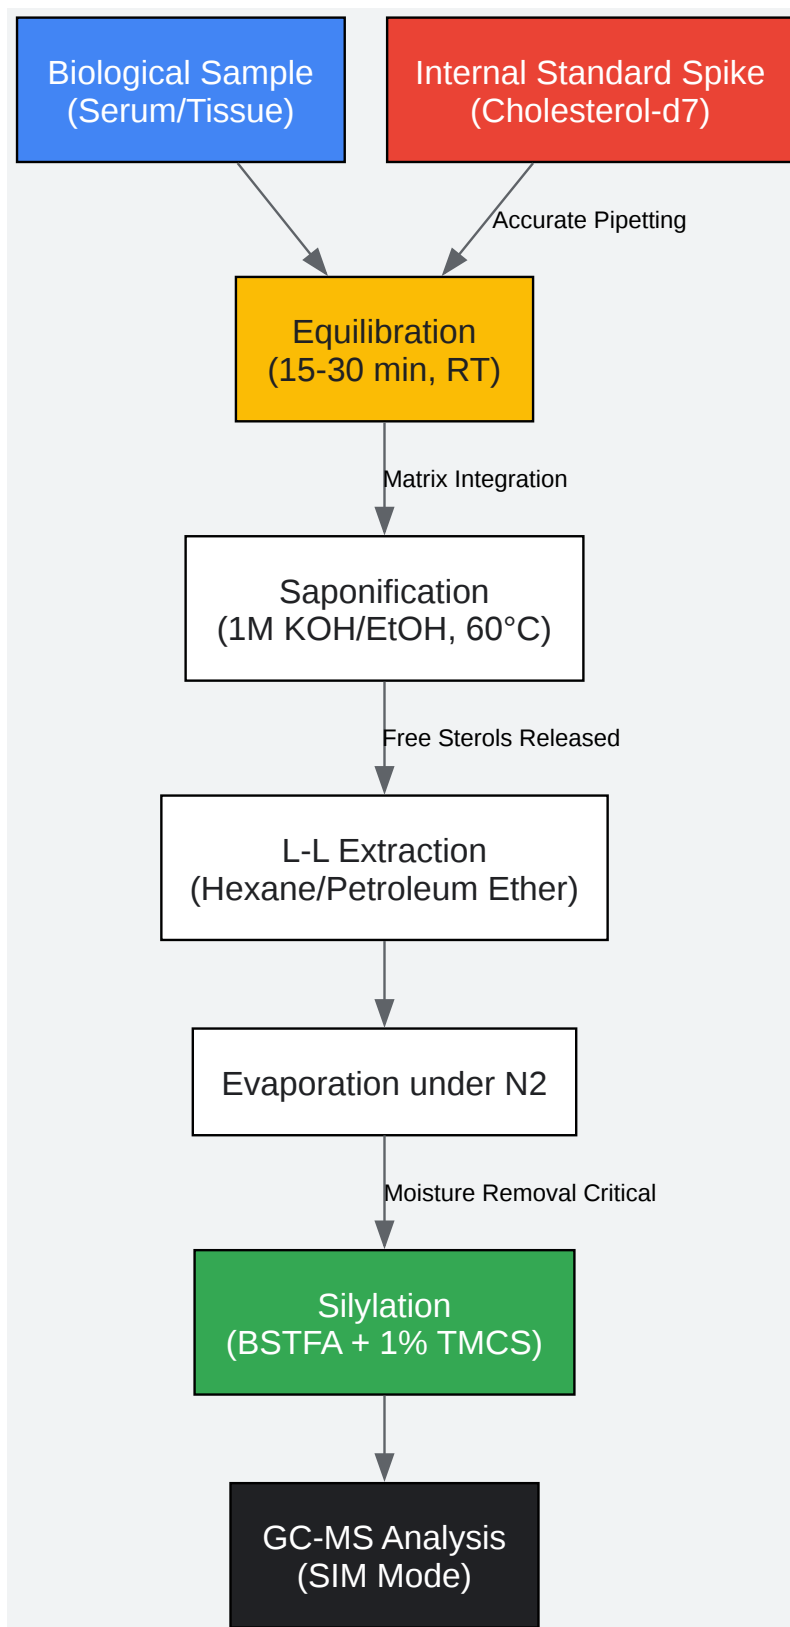 Biological Sample
(Serum/Tissue)
Internal Standard Spike
(Cholesterol-d7)
Accurate Pipetting
Equilibration
(15-30 min, RT)
Matrix Integration
Saponification
(1M KOH/EtOH, 60°C)
Free Sterols Released
L-L Extraction
(Hexane/Petroleum Ether)
Evaporation under N2
Moisture Removal Critical
Silylation
(BSTFA + 1% TMCS)
GC-MS Analysis
(SIM Mode)